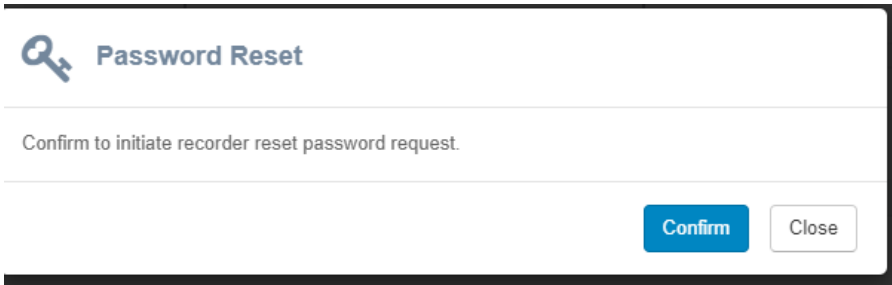 Password Reset
Confirm to initiate recorder reset password request.
Confirm Close